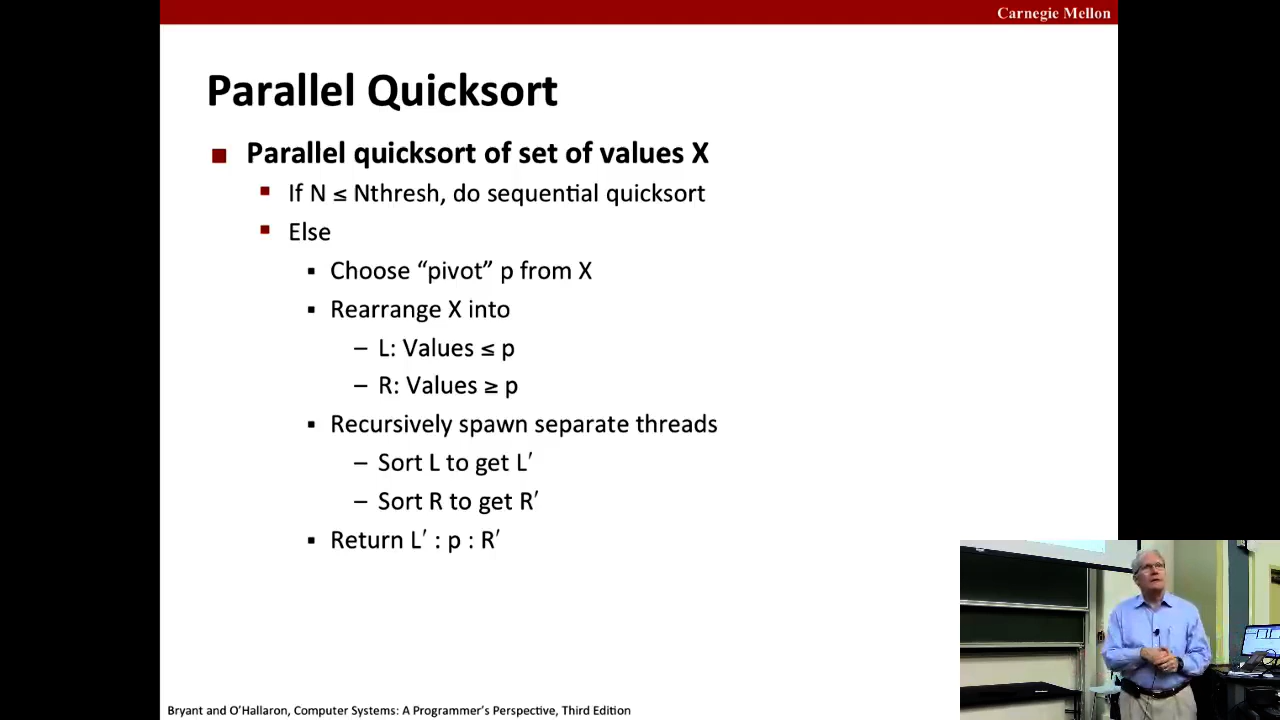 Carnegie Mellon
Parallel Quicksort
Parallel quicksort of set of values X
If N ≤ Nthresh, do sequential quicksort
Else
Choose “pivot” p from X
Rearrange X into
– L: Values ≤ p
– R: Values ≥ p
Recursively spawn separate threads
– Sort L to get L′
– Sort R to get R′
Return L′ : p : R′
Bryant and O’Hallaron, Computer Systems: A Programmer’s Perspective, Third Edition